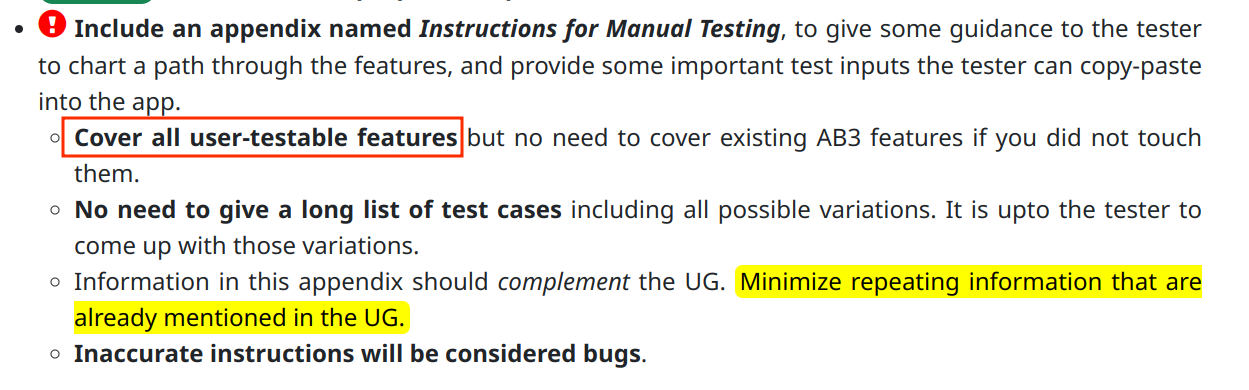 Include an appendix named Instructions for Manual Testing, to give some guidance to the tester
to chart a path through the features, and provide some important test inputs the tester can copy-paste
into the app.
Cover all user-testable features but no need to cover existing AB3 features if you did not touch
them.
No need to give a long list of test cases including all possible variations. It is upto the tester to
come up with those variations.
Information in this appendix should complement the UG. Minimize repeating information that are
already mentioned in the UG.
Inaccurate instructions will be considered bugs.